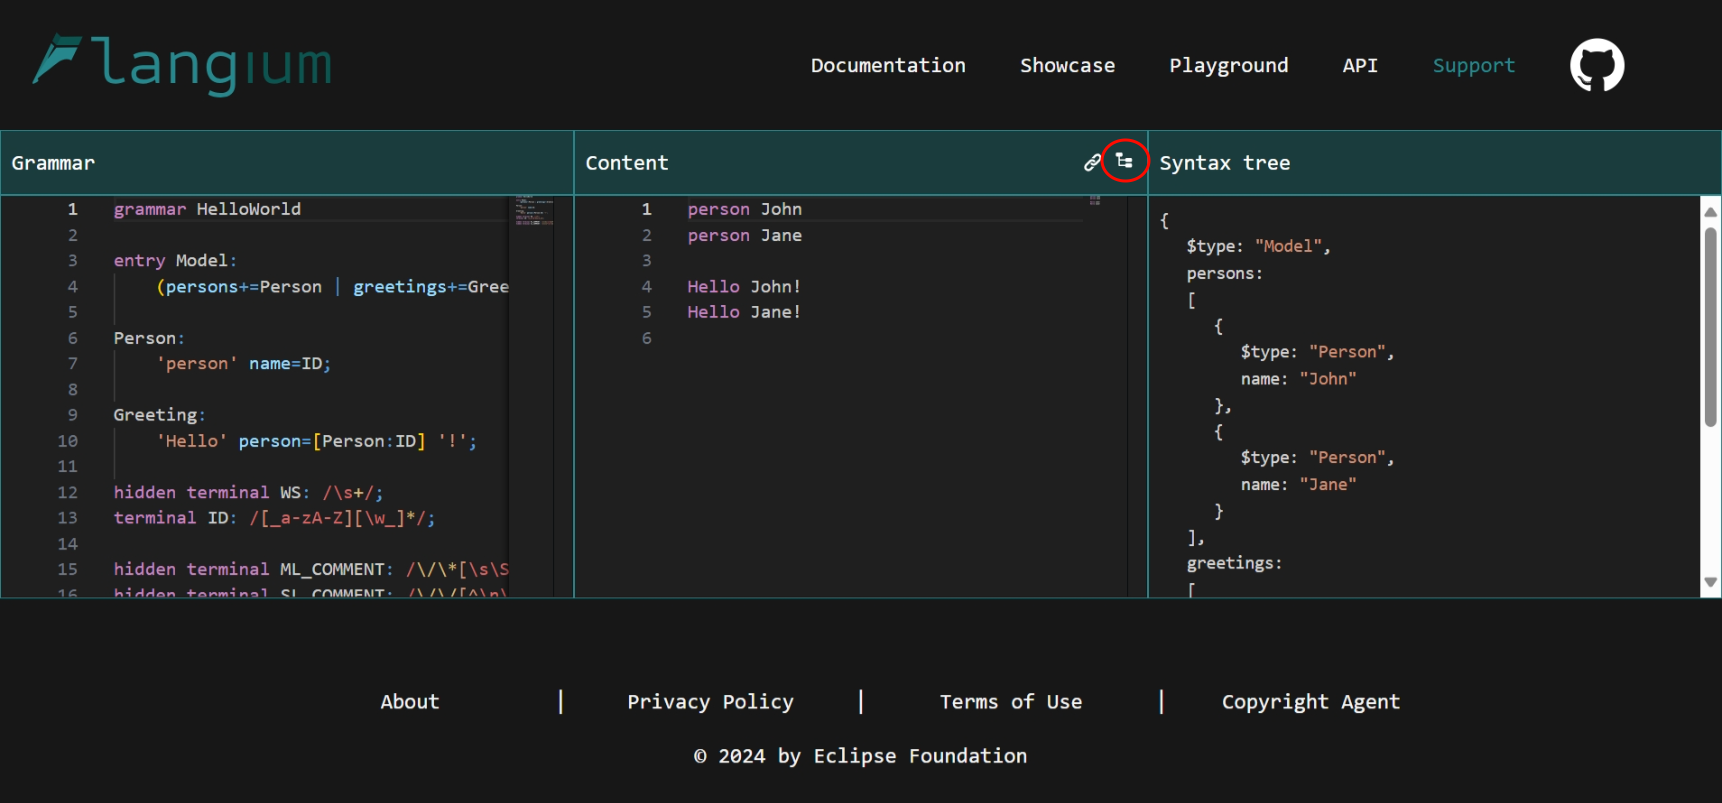 langium
Documentation Showcase Playground API Support
Grammar
1 grammar HelloWorld
2
3 entry Model:
4 (persons+=Person | greetings+=Gree
5
6 Person:
7 'person' name=ID;
8
9 Greeting:
10 'Hello' person=[Person:ID] '!';
11
12 hidden terminal WS: /\s+/;
13 terminal ID: /[_a-zA-Z][\w_]*/;
14
15 hidden terminal ML_COMMENT: /\/\*[\s\S
16 hidden terminal SL_COMMENT: /\/\/[^\n\
Content
1 person John
2 person Jane
3
4 Hello John!
5 Hello Jane!
6
Syntax tree
{
$type: "Model",
persons:
[
{
$type: "Person",
name: "John"
},
{
$type: "Person",
name: "Jane"
}
],
greetings:
[
About | Privacy Policy | Terms of Use | Copyright Agent
© 2024 by Eclipse Foundation